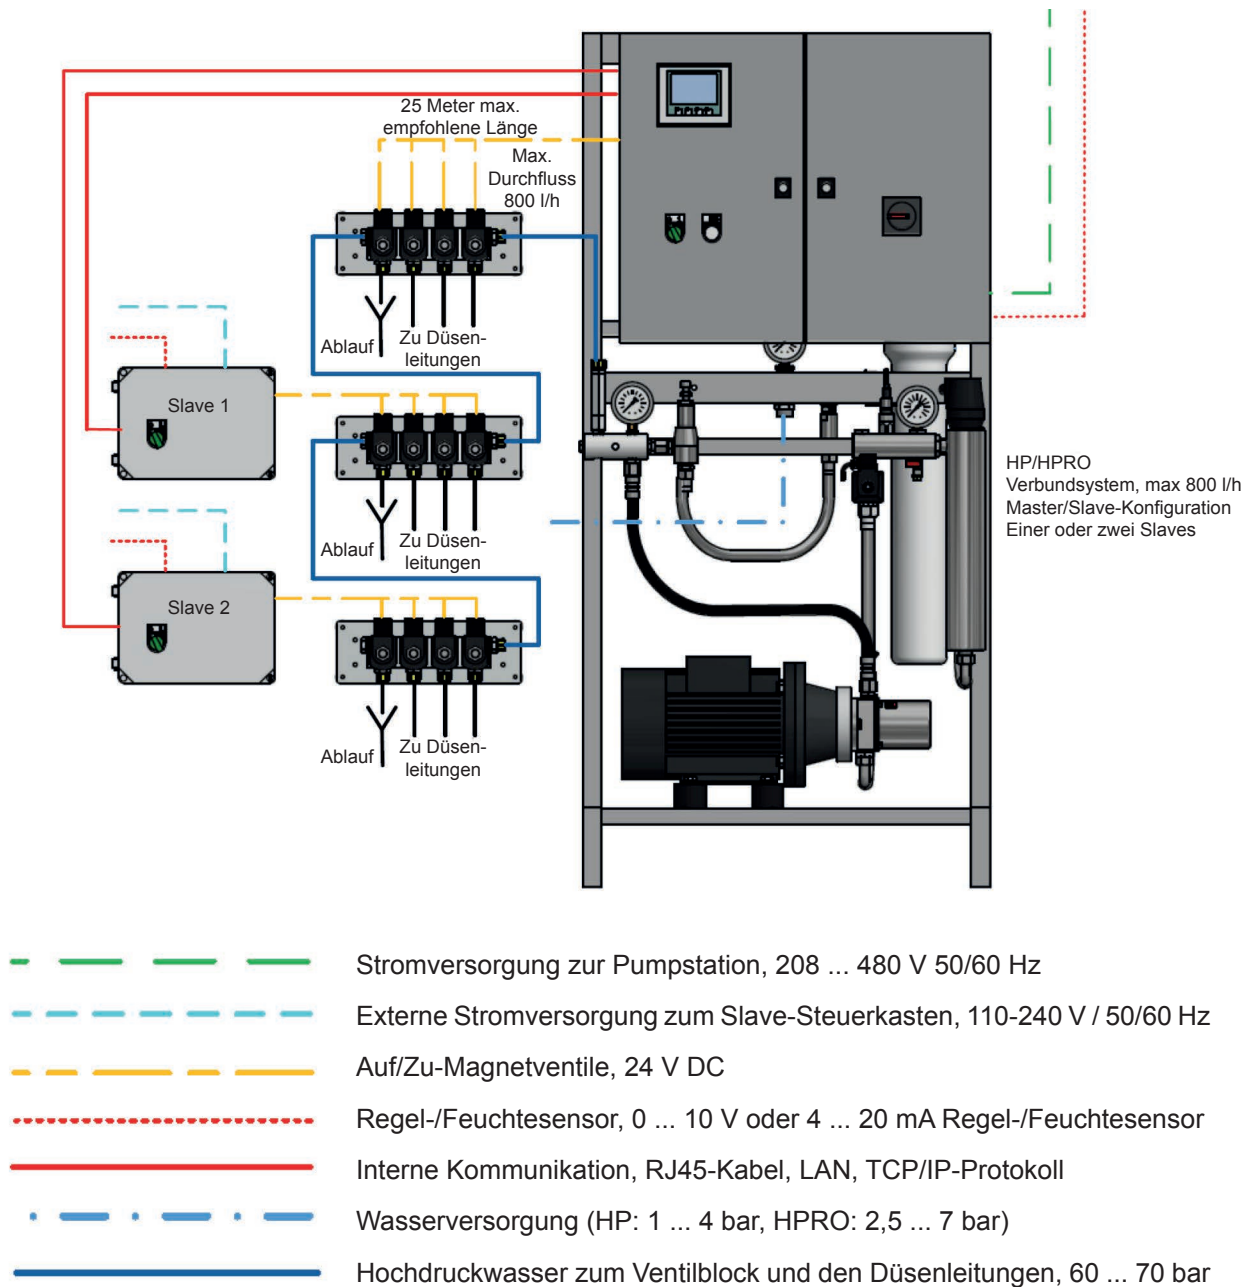 25 Meter max.
empfohlene Länge
Max.
Durchfluss
800 l/h
Ablauf
Zu Düsen-
leitungen
Slave 1
Ablauf
Zu Düsen-
leitungen
Slave 2
Ablauf
Zu Düsen-
leitungen
HP/HPRO
Verbundsystem, max 800 l/h
Master/Slave-Konfiguration
Einer oder zwei Slaves
Stromversorgung zur Pumpstation, 208 ... 480 V 50/60 Hz
Externe Stromversorgung zum Slave-Steuerkasten, 110-240 V / 50/60 Hz
Auf/Zu-Magnetventile, 24 V DC
Regel-/Feuchtesensor, 0 ... 10 V oder 4 ... 20 mA Regel-/Feuchtesensor
Interne Kommunikation, RJ45-Kabel, LAN, TCP/IP-Protokoll
Wasserversorgung (HP: 1 ... 4 bar, HPRO: 2,5 ... 7 bar)
Hochdruckwasser zum Ventilblock und den Düsenleitungen, 60 ... 70 bar